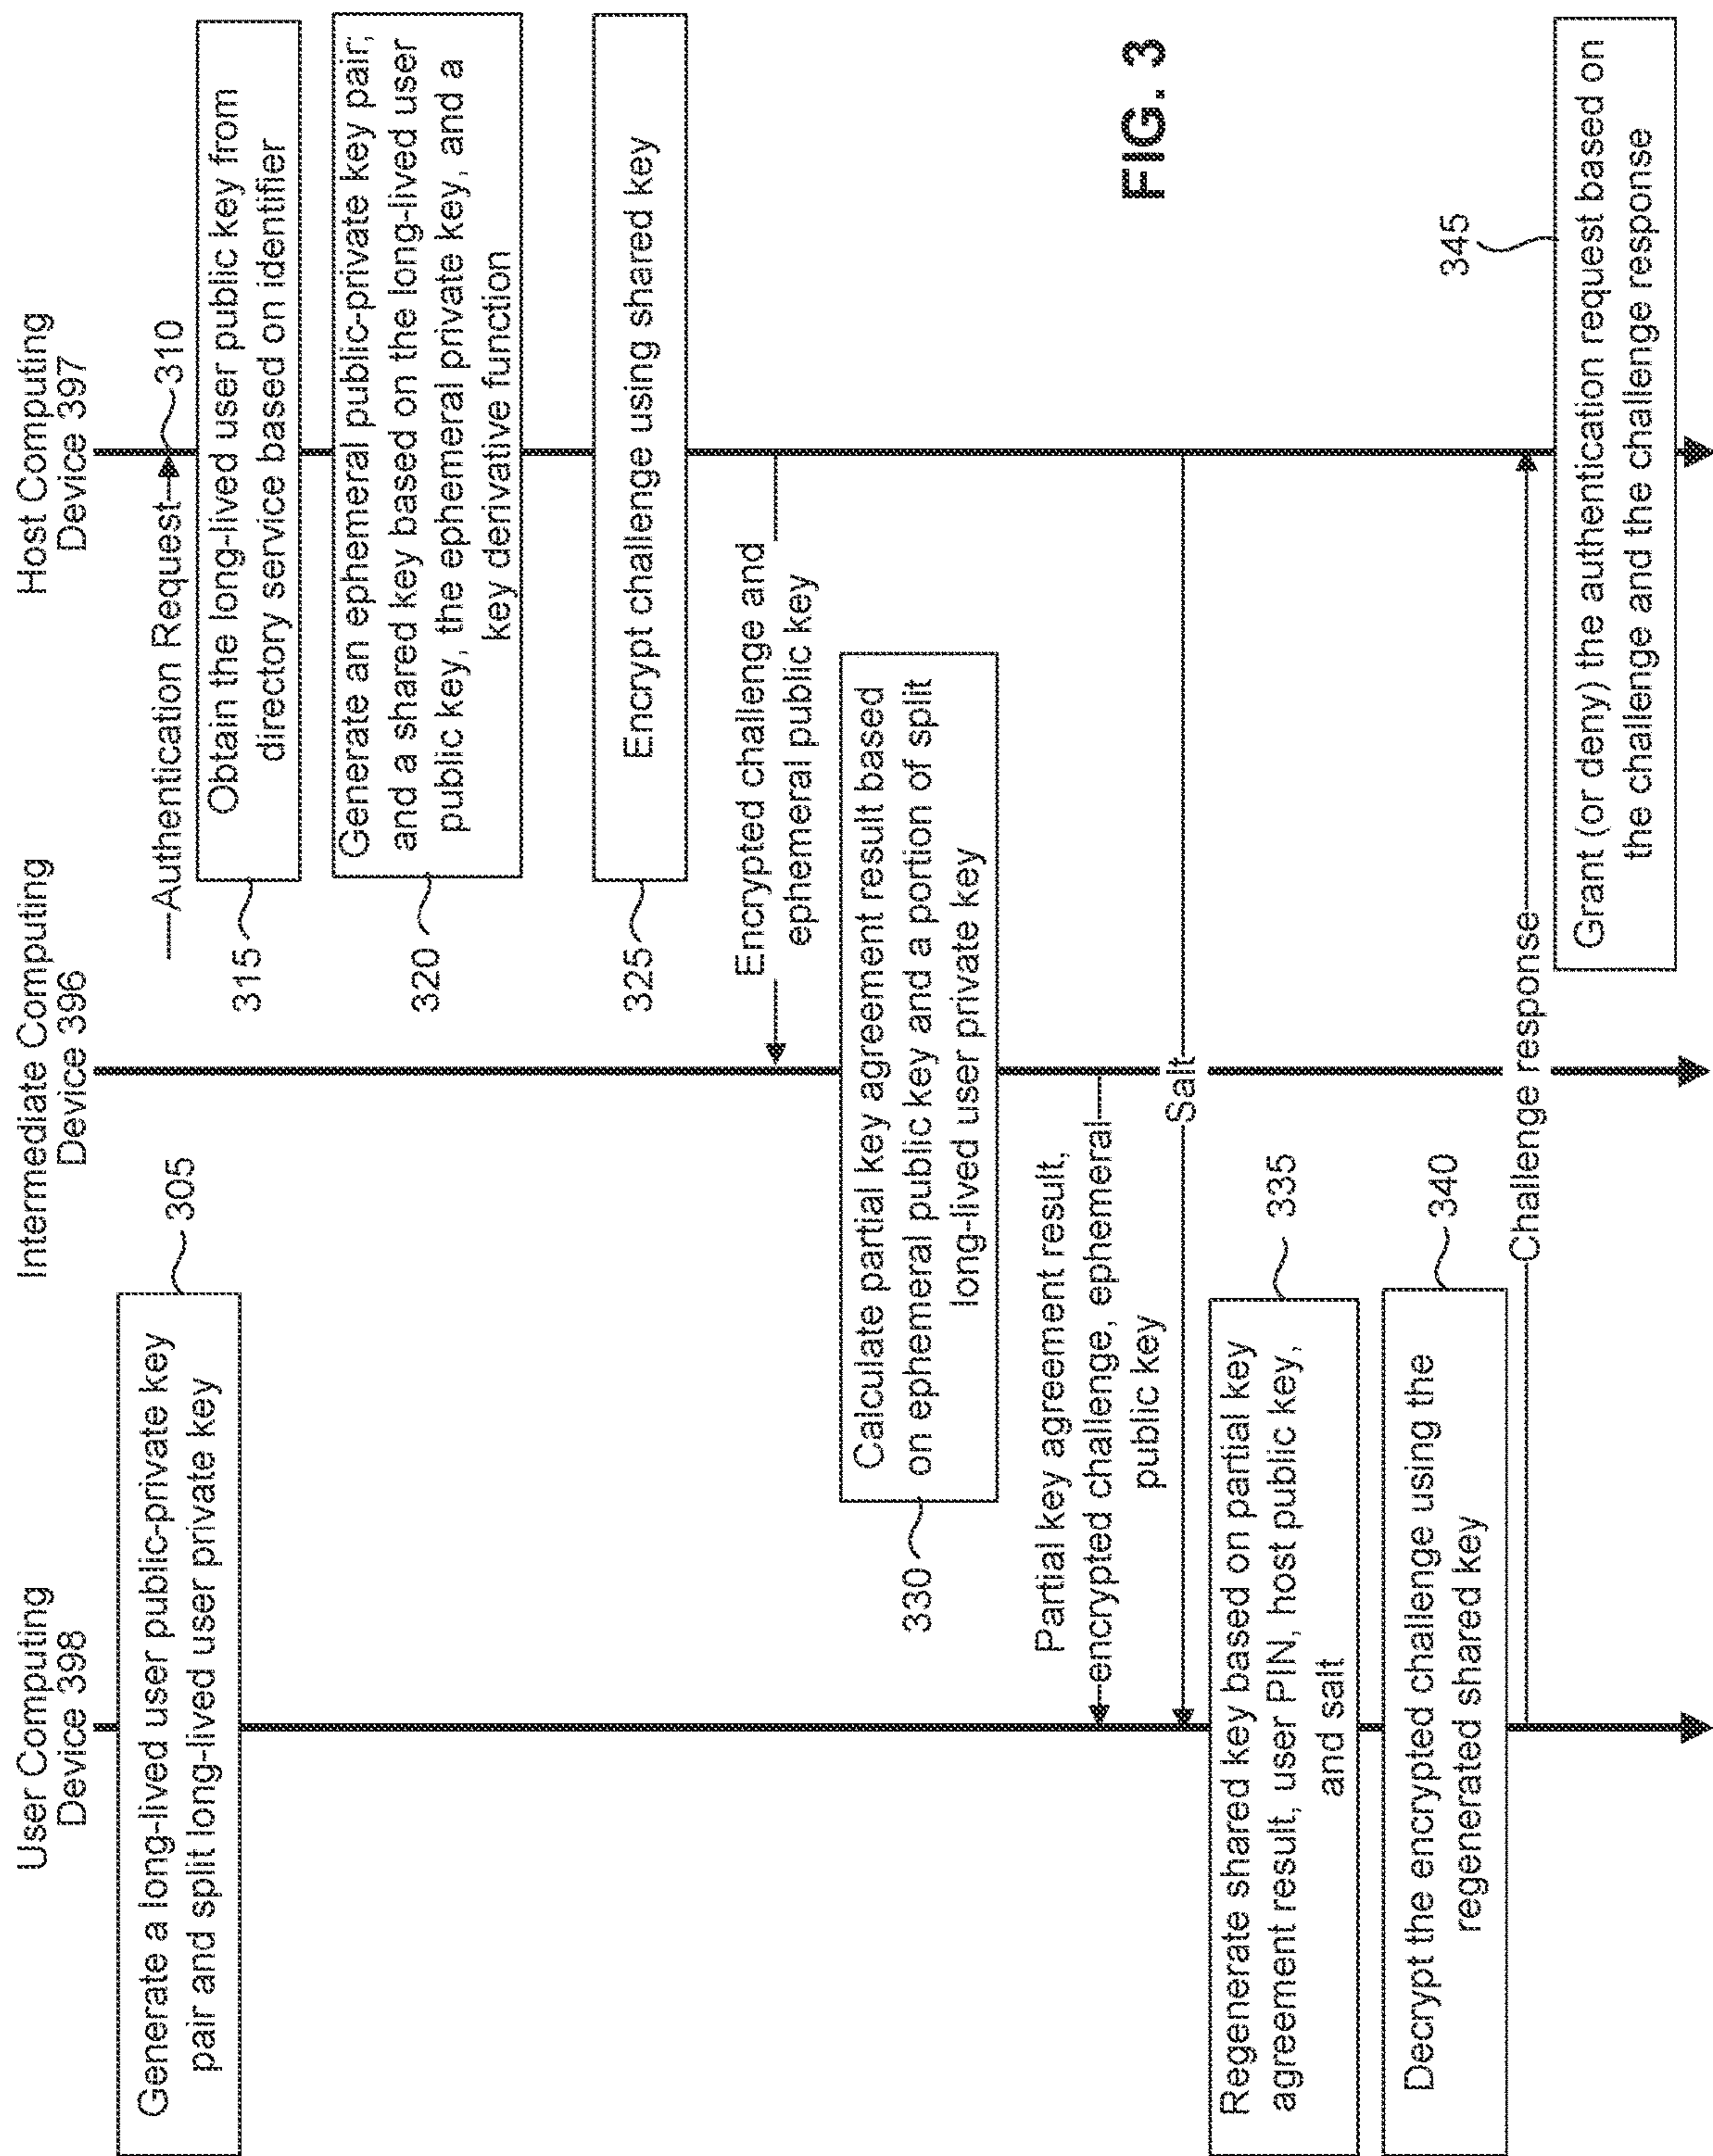 User Computing
Device 398
Intermediate Computing
Device 396
Host Computing
Device 397
305
Generate a long-lived user public-private key
pair and split long-lived user private key
Authentication Request
310
315
Obtain the long-lived user public key from
directory service based on identifier
320
Generate an ephemeral public-private key pair;
and a shared key based on the long-lived user
public key, the ephemeral private key, and a
key derivative function
325
Encrypt challenge using shared key
Encrypted challenge and
ephemeral public key
330
Calculate partial key agreement result based
on ephemeral public key and a portion of split
long-lived user private key
Partial key agreement result,
encrypted challenge, ephemeral
public key
Salt
335
Regenerate shared key based on partial key
agreement result, user PIN, host public key,
and salt
340
Decrypt the encrypted challenge using the
regenerated shared key
Challenge response
345
Grant (or deny) the authentication request based on
the challenge and the challenge response
FIG. 3